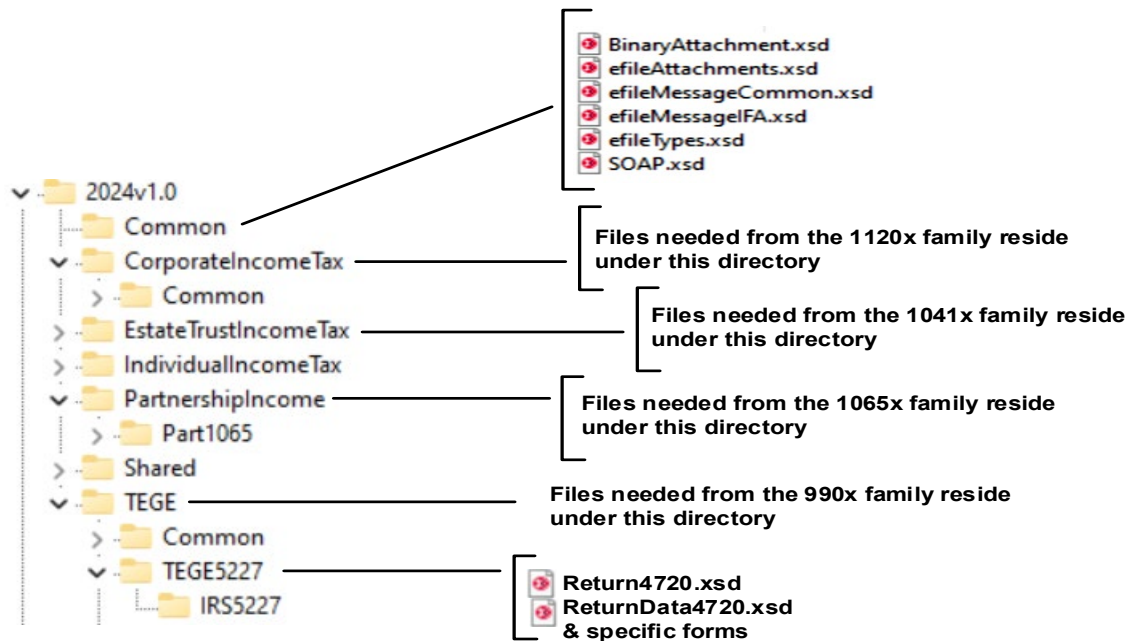 BinaryAttachment.xsd
efileAttachments.xsd
efileMessageCommon.xsd
efileMessageIFA.xsd
efileTypes.xsd
SOAP.xsd
2024v1.0
Common
CorporateIncomeTax
Files needed from the 1120x family reside
under this directory
Common
EstateTrustIncomeTax
Files needed from the 1041x family reside
under this directory
IndividualIncomeTax
PartnershipIncome
Files needed from the 1065x family reside
under this directory
Part1065
Shared
TEGE
Files needed from the 990x family reside
under this directory
Common
TEGE5227
Return4720.xsd
ReturnData4720.xsd
& specific forms
IRS5227